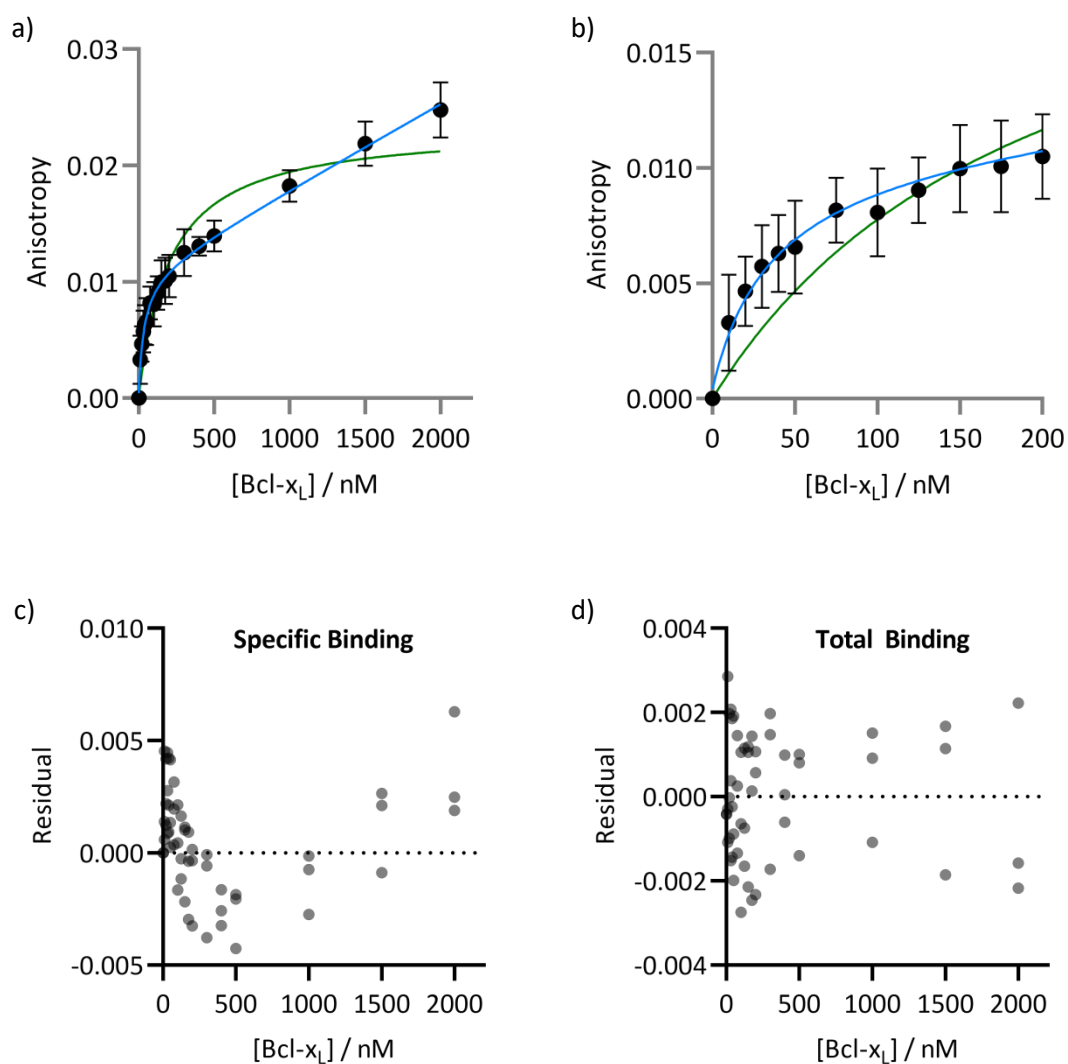 a)
0.03
0.02
0.01
0.00
Anisotropy
0 500 1000 1500 2000
[Bcl-xL] / nM
b)
0.015
0.010
0.005
0.000
Anisotropy
0 50 100 150 200
[Bcl-xL] / nM
c)
Specific Binding
0.010
0.005
0.000
-0.005
Residual
0 500 1000 1500 2000
[Bcl-xL] / nM
d)
Total Binding
0.004
0.002
0.000
-0.002
-0.004
Residual
0 500 1000 1500 2000
[Bcl-xL] / nM